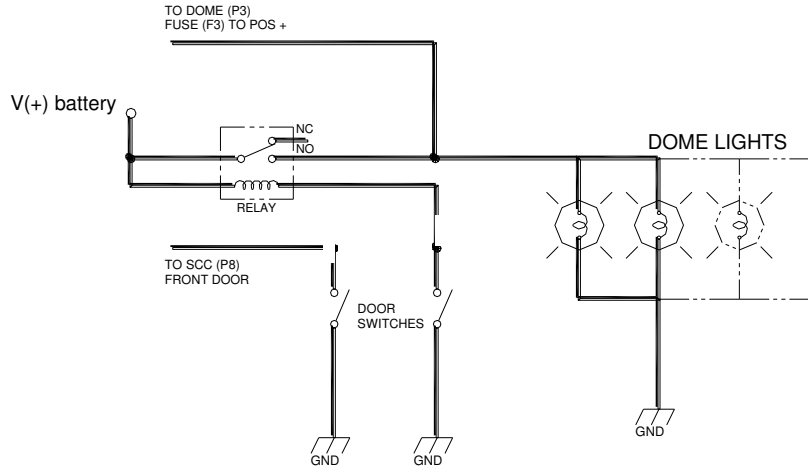 TO DOME (P3)
FUSE (F3) TO POS +
V(+) battery
NC
NO
DOME LIGHTS
RELAY
TO SCC (P8)
FRONT DOOR
DOOR
SWITCHES
GND
GND
GND